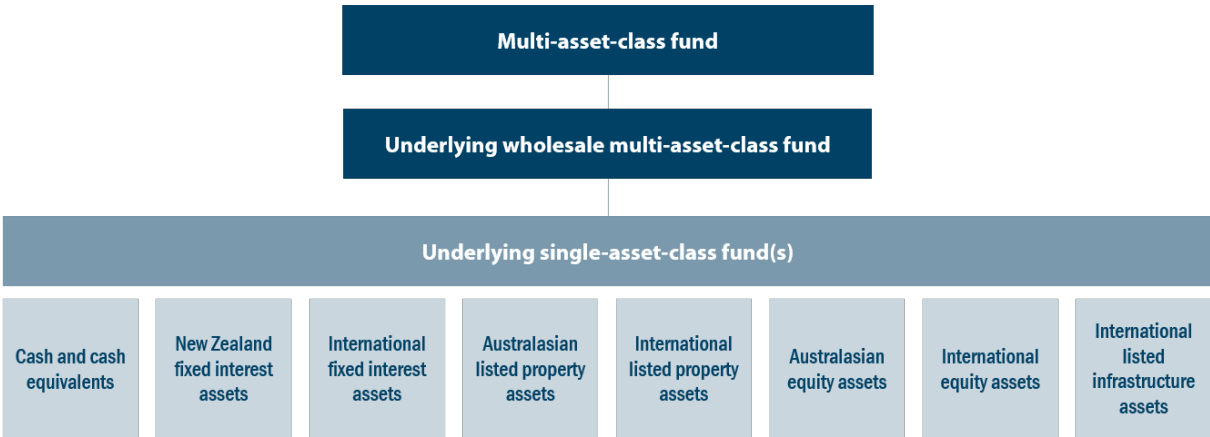 Multi-asset-class fund
Underlying wholesale multi-asset-class fund
Underlying single-asset-class fund(s)
Cash and cash
equivalents
New Zealand
fixed interest
assets
International
fixed interest
assets
Australasian
listed property
assets
International
listed property
assets
Australasian
equity assets
International
equity assets
International
listed
infrastructure
assets